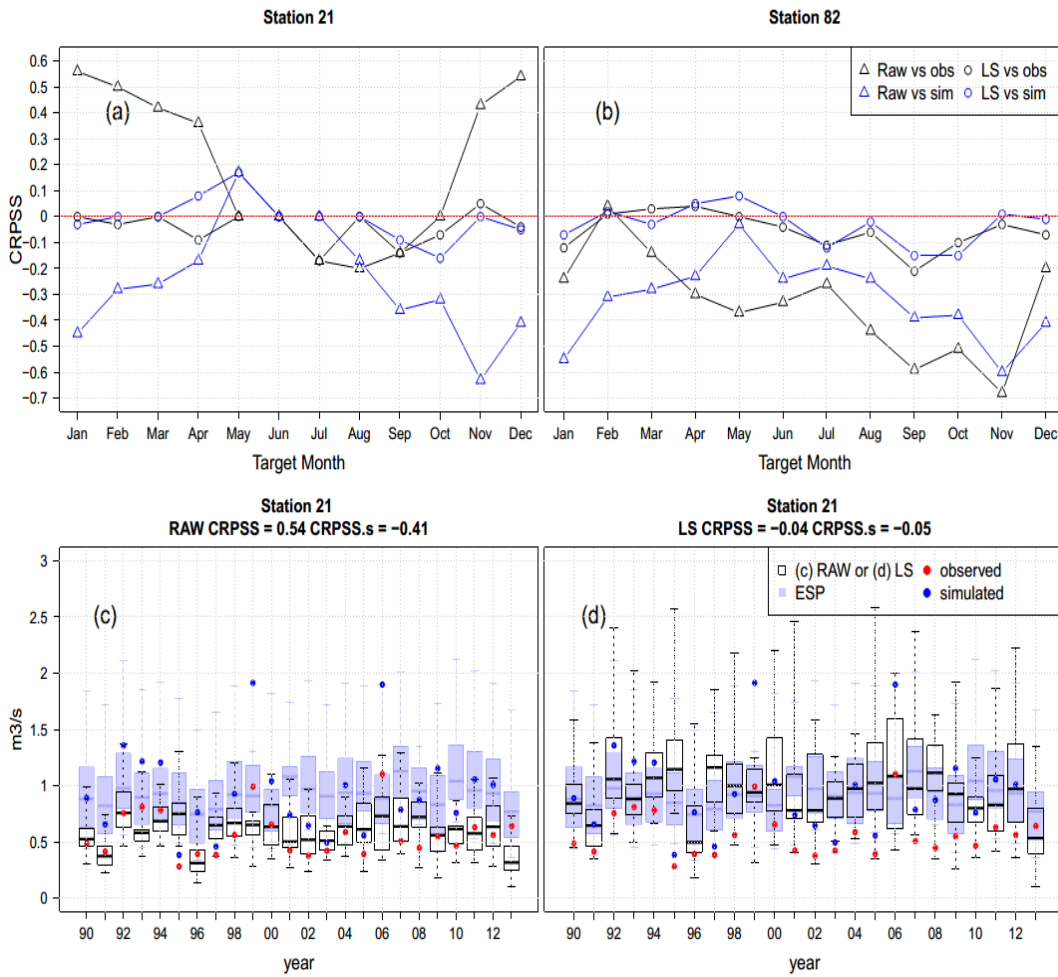 Station 21
Station 82
CRPSS
0.6
0.5
0.4
0.3
0.2
0.1
0
−0.1
−0.2
−0.3
−0.4
−0.5
−0.6
−0.7
(a)
(b)
Raw vs obs
LS vs obs
Raw vs sim
LS vs sim
Jan Feb Mar Apr May Jun Jul Aug Sep Oct Nov Dec
Jan Feb Mar Apr May Jun Jul Aug Sep Oct Nov Dec
Target Month
Target Month
Station 21
RAW CRPSS = 0.54 CRPSS.s = −0.41
Station 21
LS CRPSS = −0.04 CRPSS.s = −0.05
m3/s
3
2.5
2
1.5
1
0.5
0
(c)
(d)
(c) RAW or (d) LS
observed
ESP
simulated
90 92 94 96 98 00 02 04 06 08 10 12
90 92 94 96 98 00 02 04 06 08 10 12
year
year